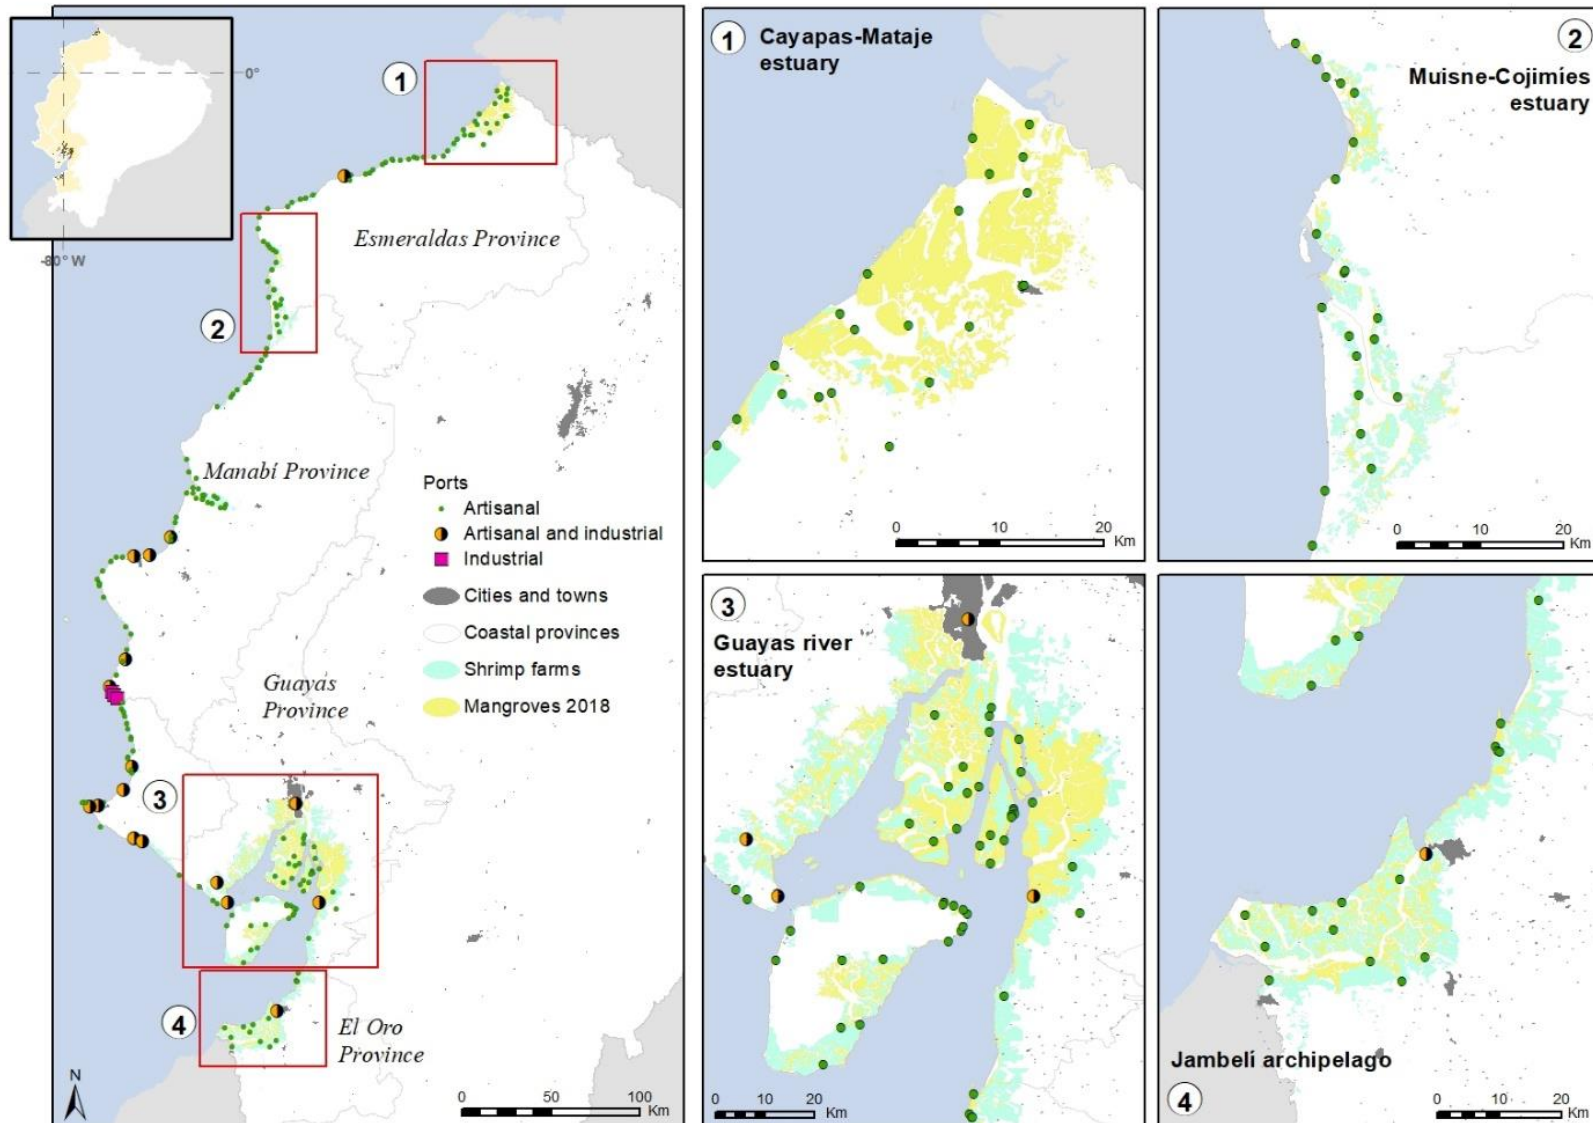 0°
-80° W
1
2
3
4
Esmeraldas Province
Manabí Province
Guayas
Province
El Oro
Province
Ports
Artisanal
Artisanal and industrial
Industrial
Cities and towns
Coastal provinces
Shrimp farms
Mangroves 2018
N
0 50 100
Km
1
Cayapas-Mataje
estuary
0 10 20
Km
2
Muisne-Cojimíes
estuary
0 10 20
Km
3
Guayas river
estuary
0 10 20
Km
Jambelí archipelago
4
0 10 20
Km